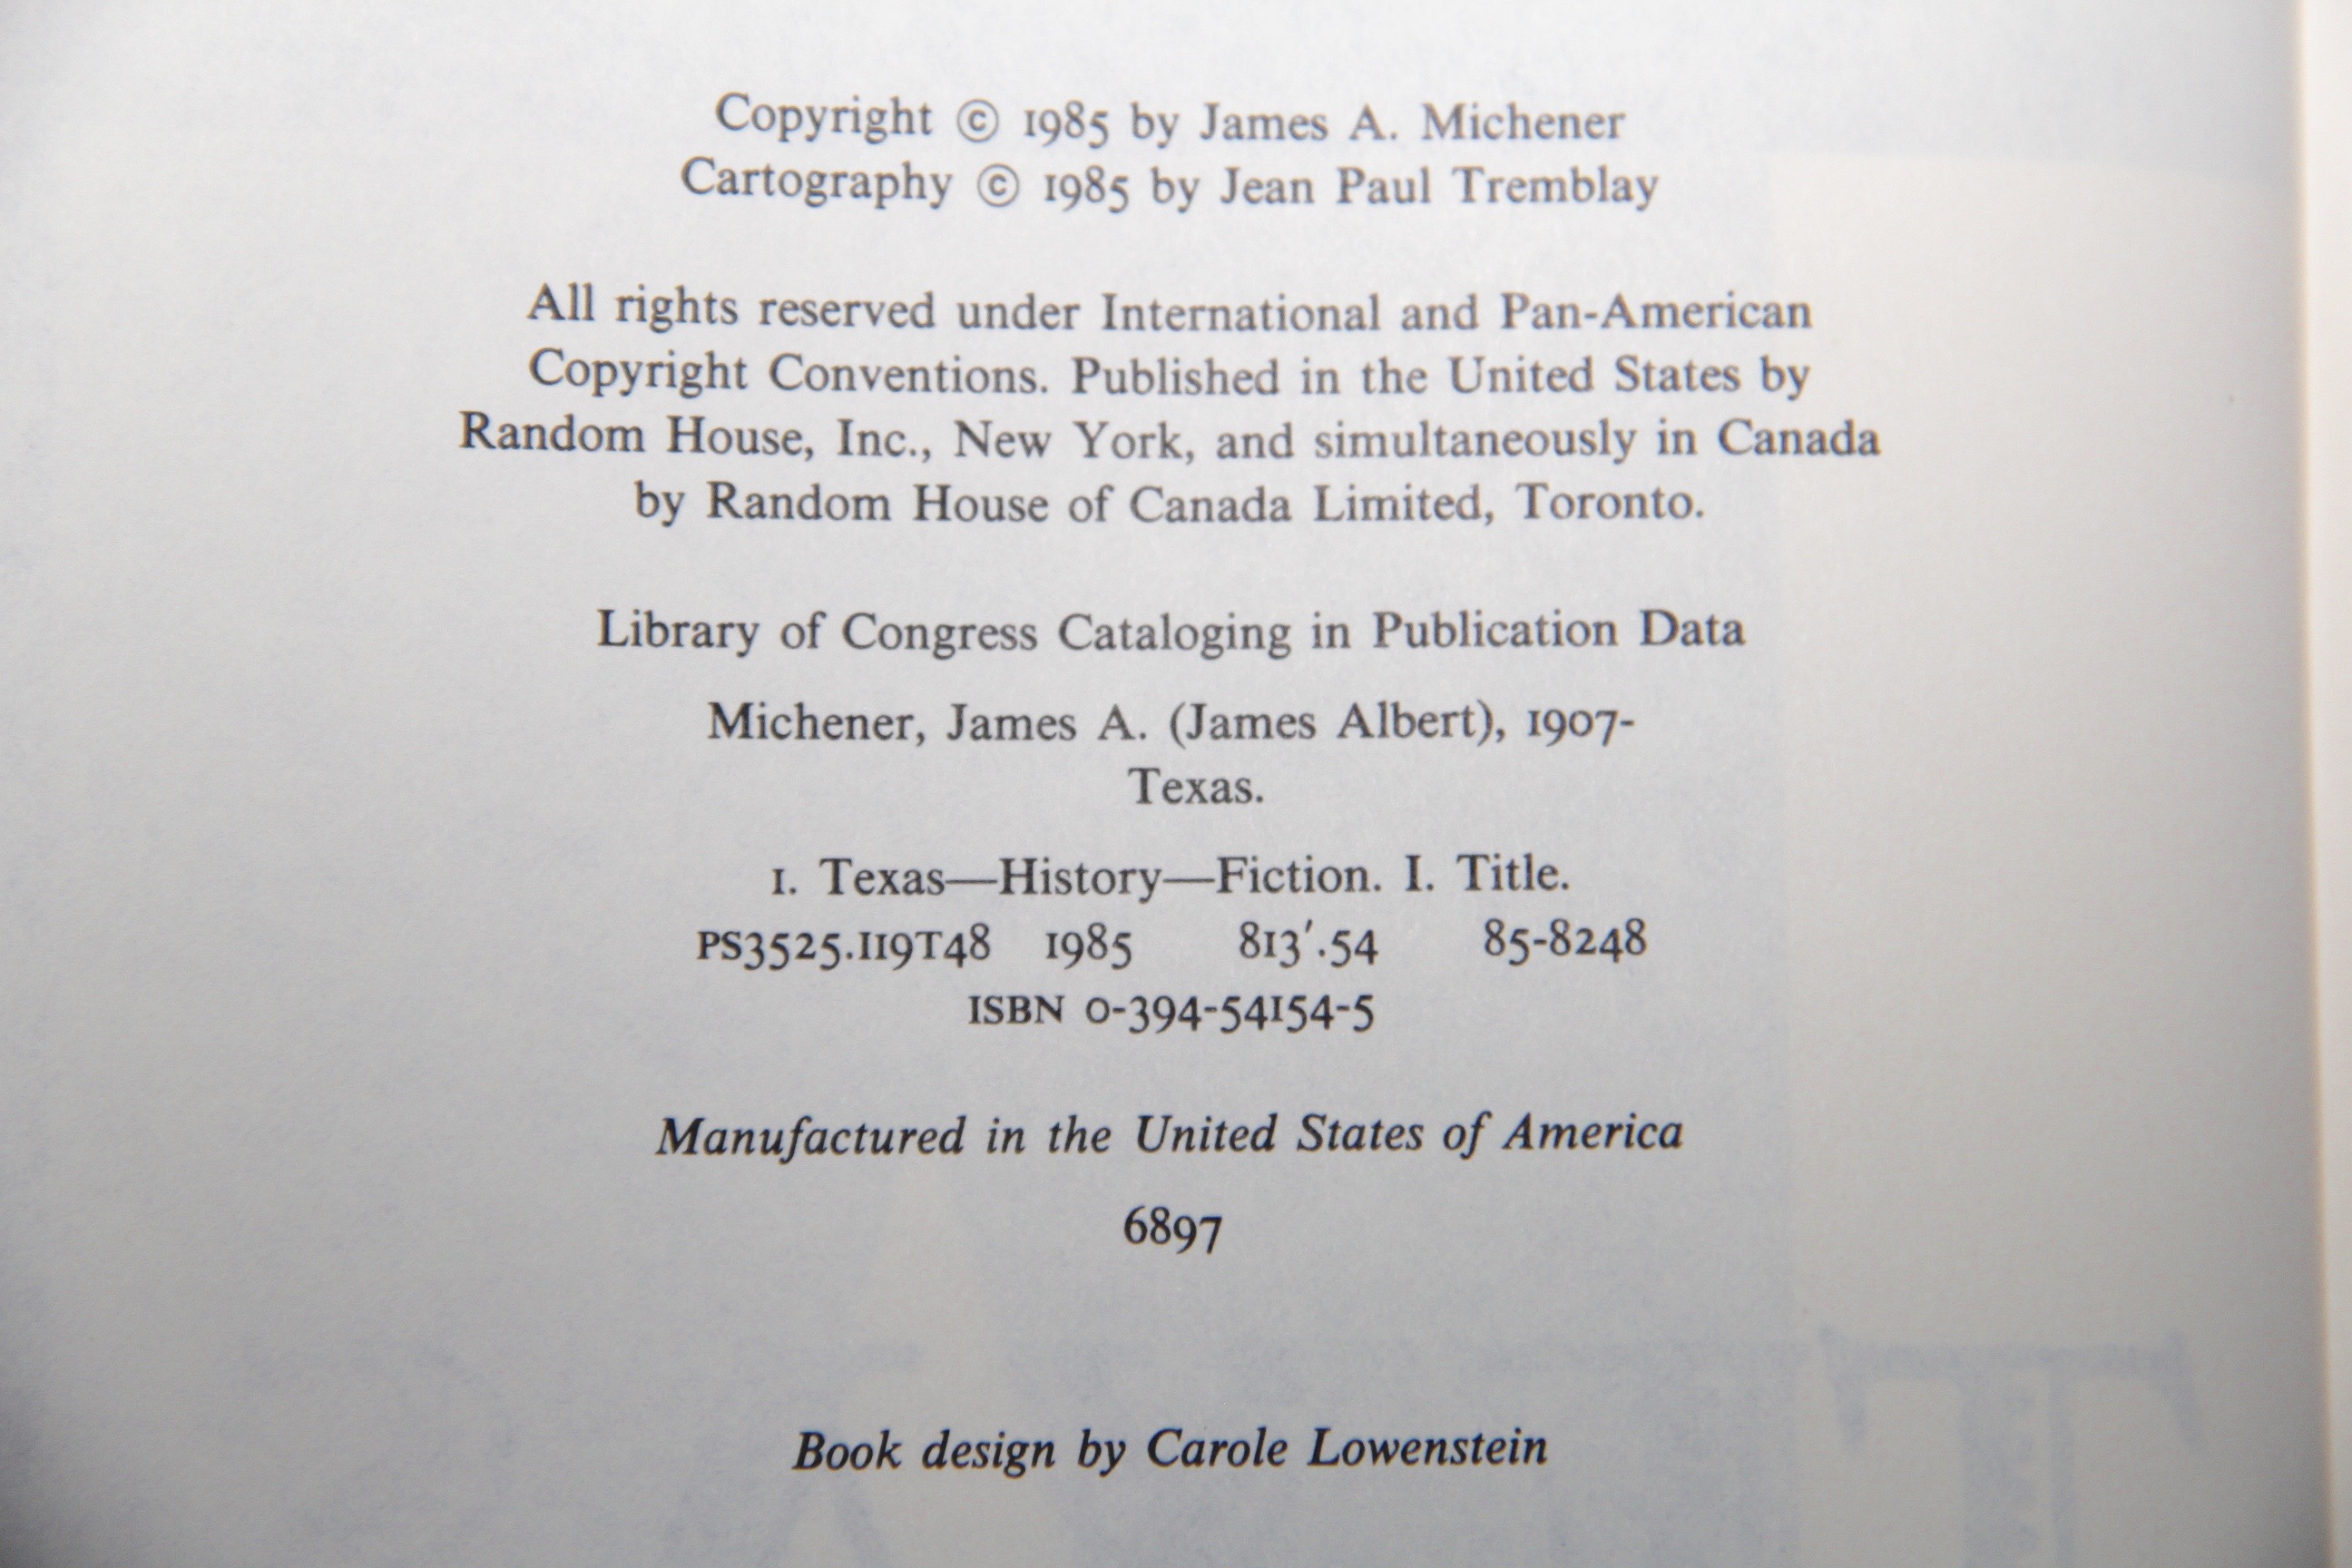 Copyright © 1985 by James A. Michener
Cartography © 1985 by Jean Paul Tremblay
All rights reserved under International and Pan-American
Copyright Conventions. Published in the United States by
Random House, Inc., New York, and simultaneously in Canada
by Random House of Canada Limited, Toronto.
Library of Congress Cataloging in Publication Data
Michener, James A. (James Albert), 1907-
Texas.
1. Texas—History—Fiction. I. Title.
PS3525.I19T48 1985 813′.54 85-8248
ISBN 0-394-54154-5
Manufactured in the United States of America
6897
Book design by Carole Lowenstein